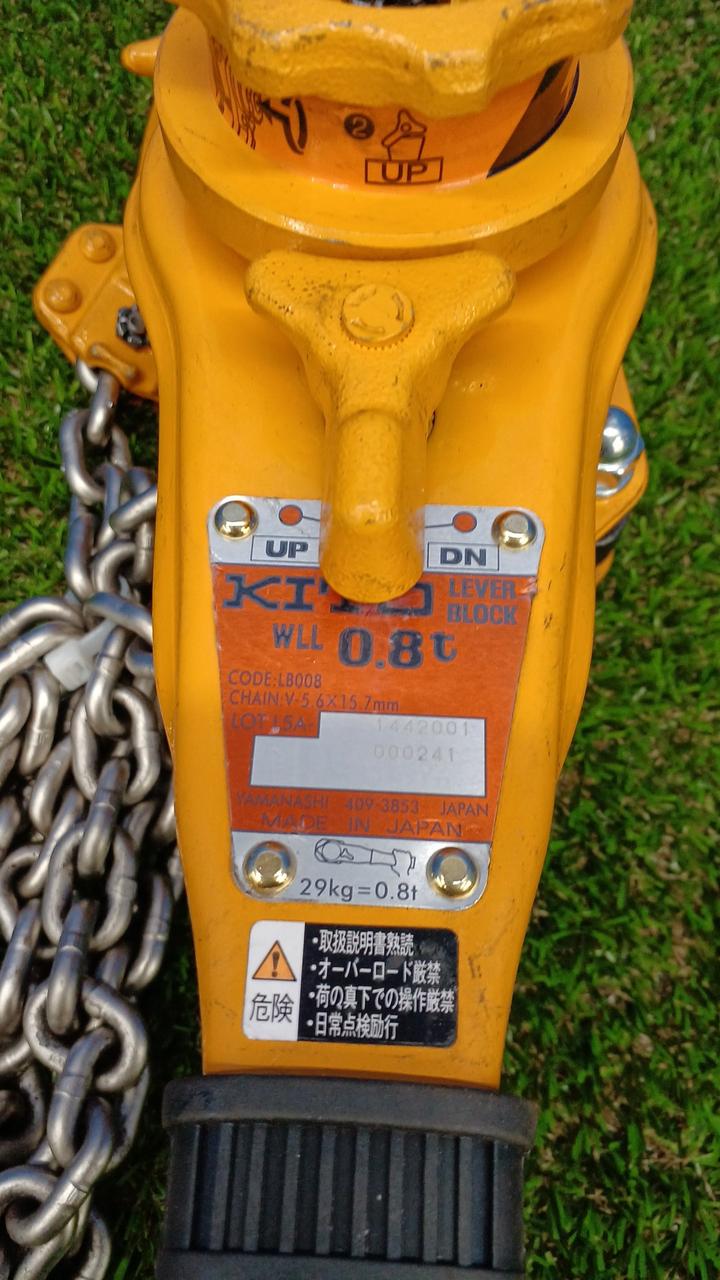 2
UP
UP DN
KITO LEVER
BLOCK
WLL 0.8t
CODE:LB008
CHAIN:V-5.6X15.7mm
1442001
000241
YAMANASHI 409-3853 JAPAN
MADE IN JAPAN
29kg=0.8t
危険
・取扱説明書熟読
・オーバーロード厳禁
・荷の真下での操作厳禁
・日常点検励行